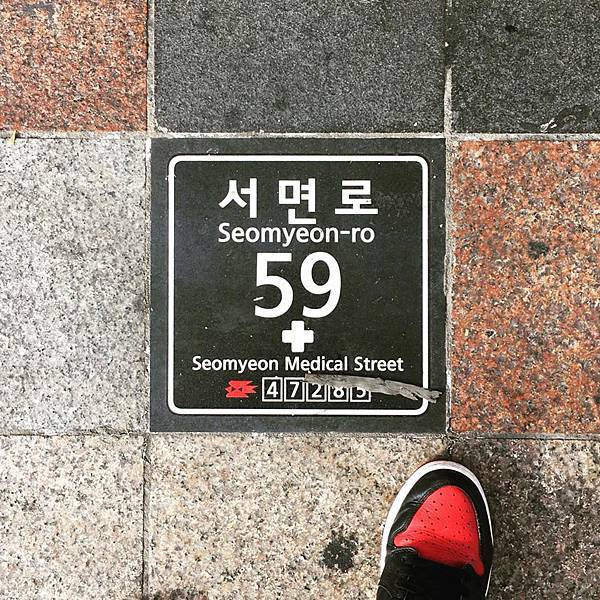 서면로
Seomyeon-ro
59
Seomyeon Medical Street
47285